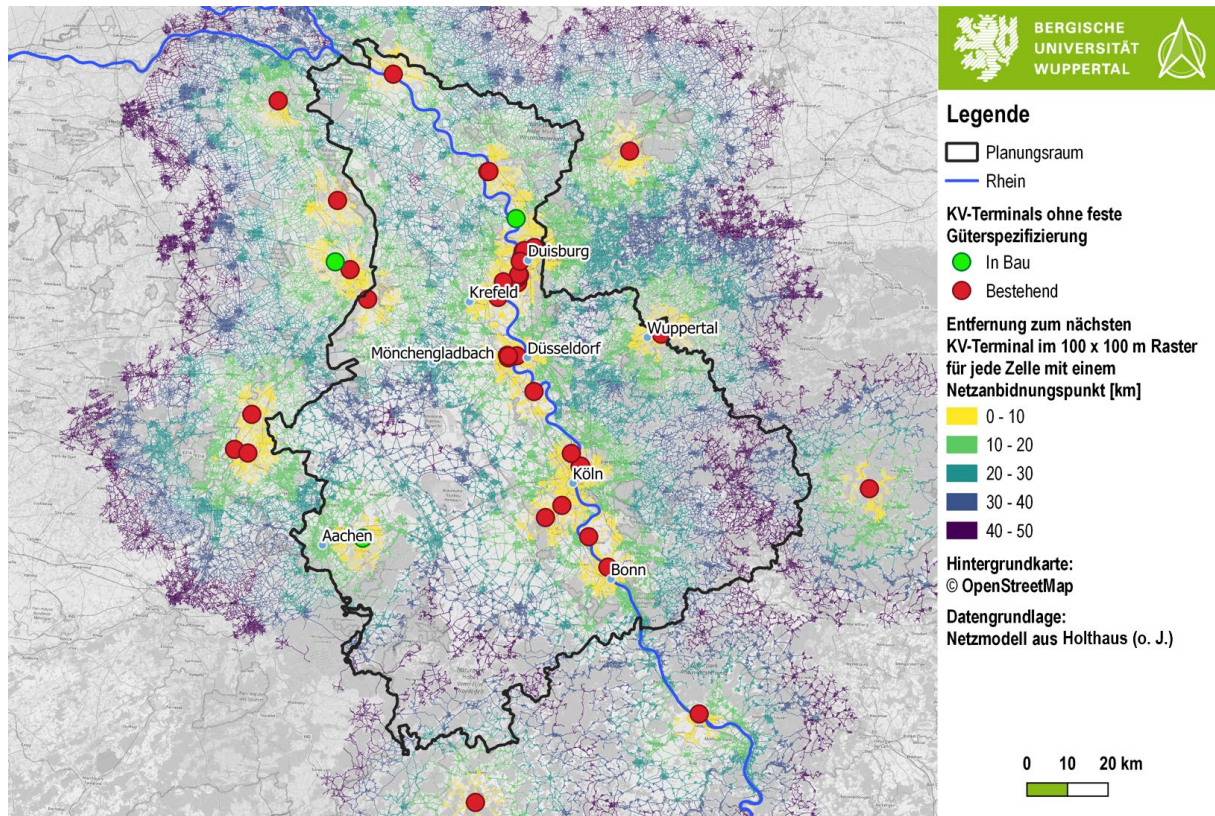 Duisburg
Krefeld
Wuppertal
Mönchengladbach
Düsseldorf
Köln
Aachen
Bonn
BERGISCHE
UNIVERSITÄT
WUPPERTAL
Legende
Planungsraum
Rhein
KV-Terminals ohne feste
Güterspezifizierung
In Bau
Bestehend
Entfernung zum nächsten
KV-Terminal im 100 x 100 m Raster
für jede Zelle mit einem
Netzanbidnungspunkt [km]
0 - 10
10 - 20
20 - 30
30 - 40
40 - 50
Hintergrundkarte:
© OpenStreetMap
Datengrundlage:
Netzmodell aus Holthaus (o. J.)
0 10 20 km